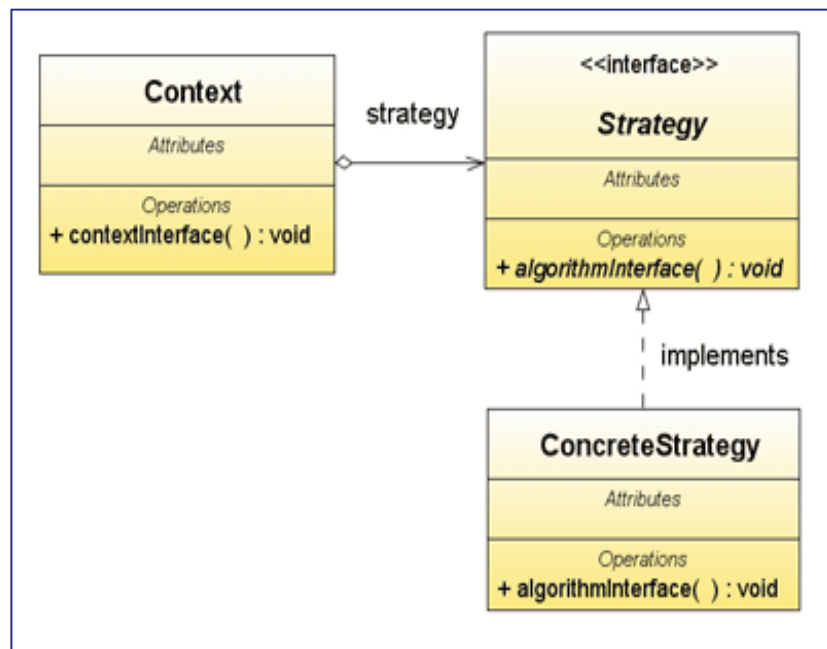 Context
Attributes
Operations
+ contextInterface( ) : void
strategy
<<interface>>
Strategy
Attributes
Operations
+ algorithmInterface( ) : void
implements
ConcreteStrategy
Attributes
Operations
+ algorithmInterface( ) : void